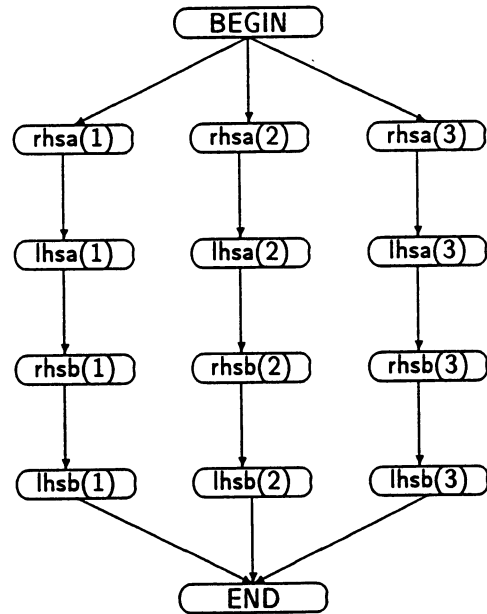 BEGIN
rhsa(1) rhsa(2) rhsa(3)
lhsa(1) lhsa(2) lhsa(3)
rhsb(1) rhsb(2) rhsb(3)
lhsb(1) lhsb(2) lhsb(3)
END